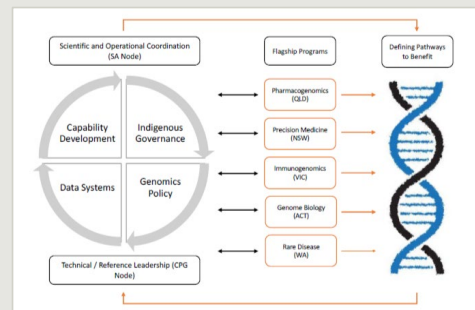 Scientific and Operational Coordination
(SA Node)
Flagship Programs
Defining Pathways
to Benefit
Capability
Development
Indigenous
Governance
Data Systems
Genomics
Policy
Pharmacogenomics
(QLD)
Precision Medicine
(NSW)
Immunogenomics
(VIC)
Genome Biology
(ACT)
Rare Disease
(WA)
Technical / Reference Leadership (CPG
Node)